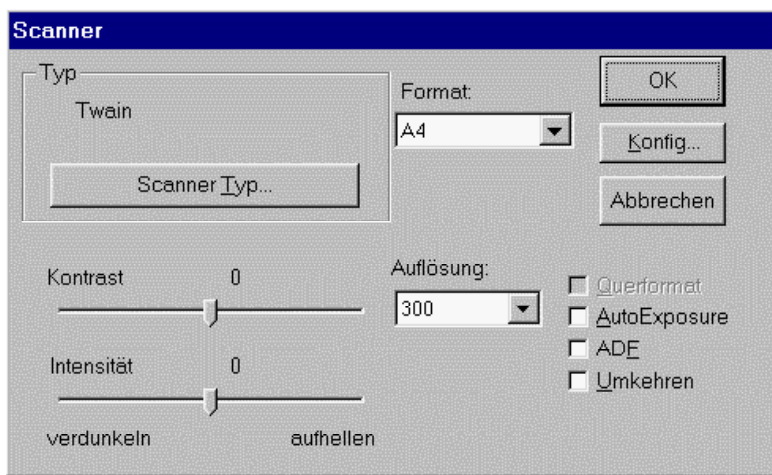 Scanner
Typ
Twain
Scanner Typ...
Format:
A4
OK
Konfig...
Abbrechen
Kontrast 0
Intensität 0
verdunkeln aufhellen
Auflösung:
300
Querformat
AutoExposure
ADF
Umkehren